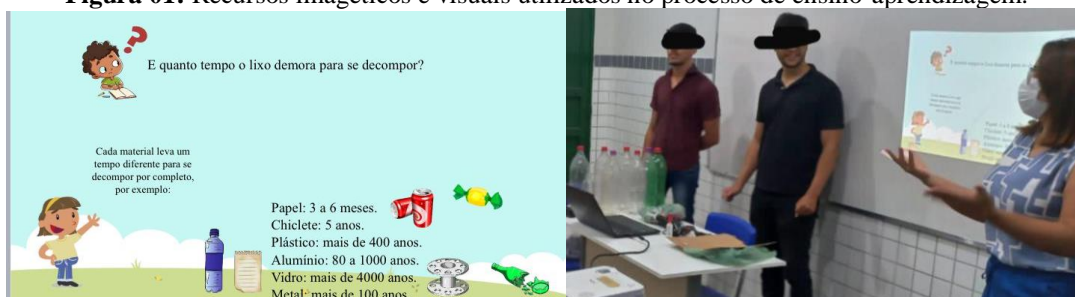 Figura 01: Recursos imagéticos e visuais utilizados no processo de ensino-aprendizagem.
E quanto tempo o lixo demora para se decompor?
Cada material leva um
tempo diferente para se
decompor por completo,
por exemplo:
Papel: 3 a 6 meses.
Chiclete: 5 anos.
Plástico: mais de 400 anos.
Alumínio: 80 a 1000 anos.
Vidro: mais de 4000 anos.
Metal: mais de 100 anos.